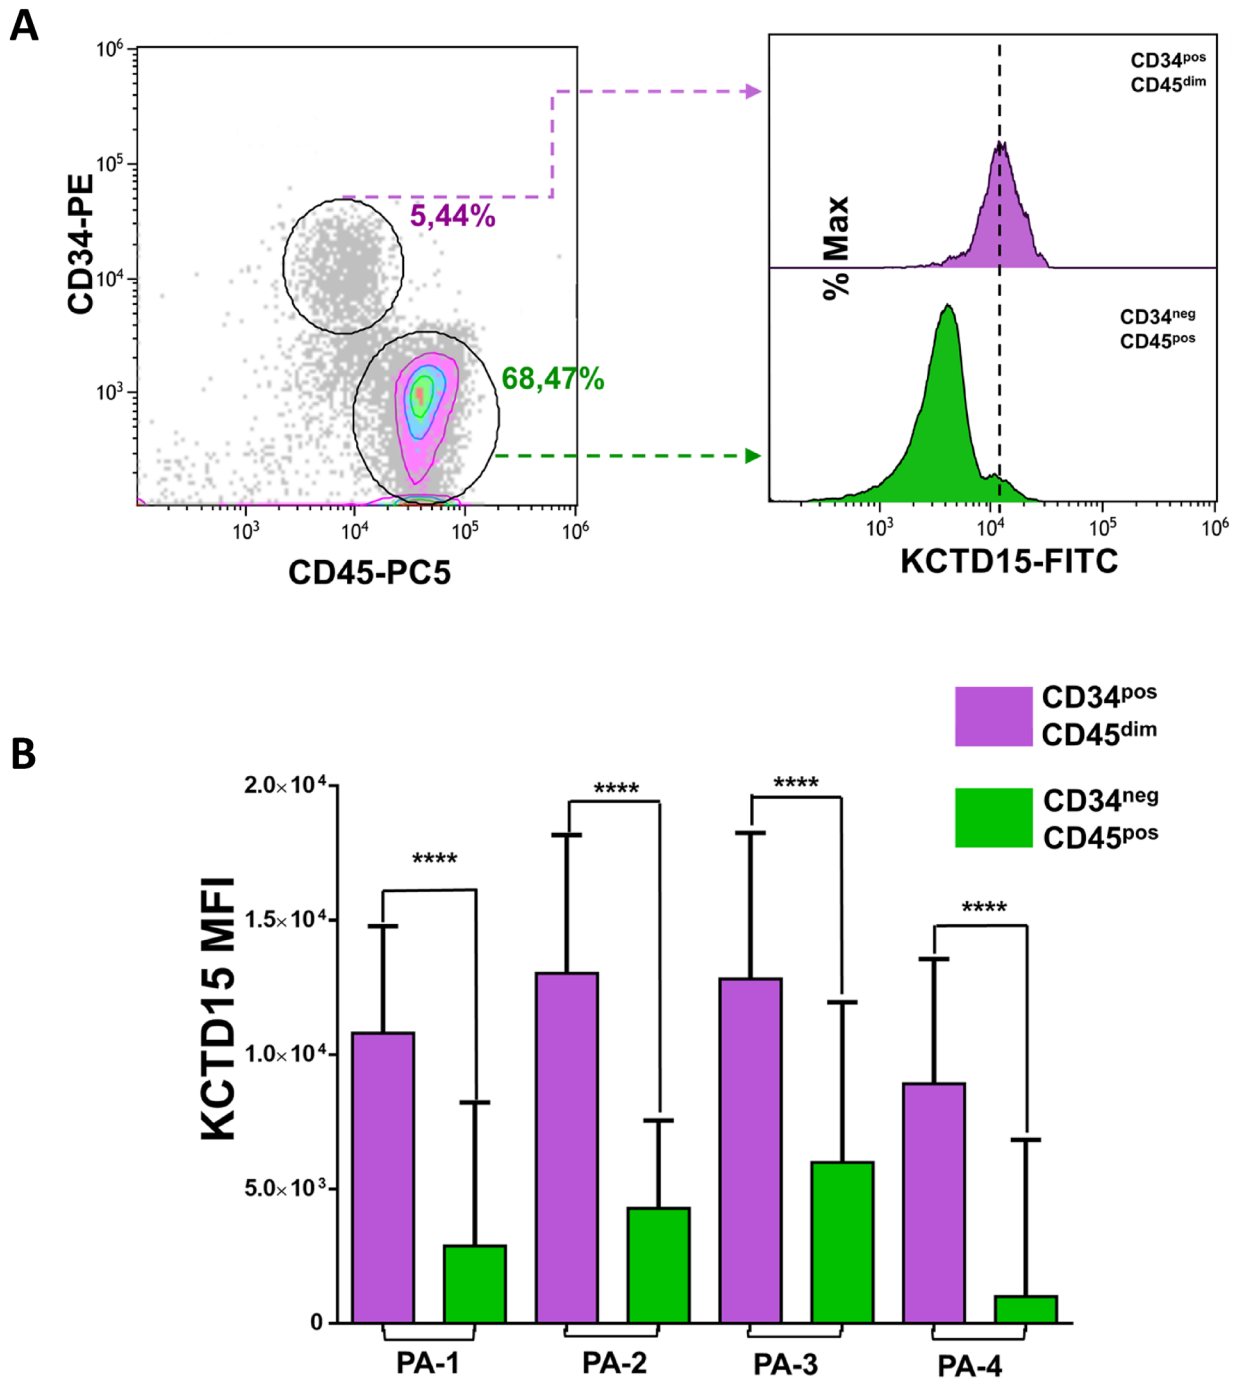 A
10⁶
10⁵
10⁴
10³
CD34-PE
5,44%
68,47%
10³ 10⁴ 10⁵ 10⁶
CD45-PC5
% Max
CD34ᵖᵒˢ
CD45ᵈⁱᵐ
CD34ⁿᵉᵍ
CD45ᵖᵒˢ
10³ 10⁴ 10⁵ 10⁶
KCTD15-FITC
B
CD34ᵖᵒˢ
CD45ᵈⁱᵐ
CD34ⁿᵉᵍ
CD45ᵖᵒˢ
KCTD15 MFI
2.0×10⁴
1.5×10⁴
1.0×10⁴
5.0×10³
0
**** **** **** ****
PA-1 PA-2 PA-3 PA-4